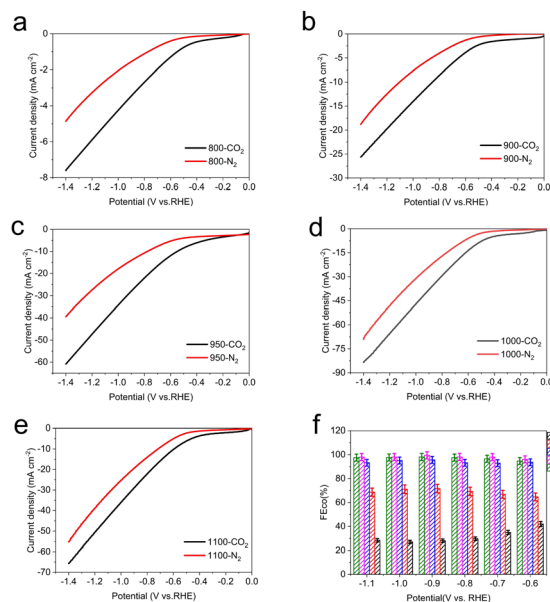 a
0
-2
-4
-6
-8
Current density (mA cm⁻²)
800-CO₂
800-N₂
-1.4 -1.2 -1.0 -0.8 -0.6 -0.4 -0.2 0.0
Potential (V vs.RHE)
b
0
-5
-10
-15
-20
-25
-30
Current density (mA cm⁻²)
900-CO₂
900-N₂
-1.4 -1.2 -1.0 -0.8 -0.6 -0.4 -0.2 0.0
Potential (V vs.RHE)
c
0
-10
-20
-30
-40
-50
-60
Current density (mA cm⁻²)
950-CO₂
950-N₂
-1.4 -1.2 -1.0 -0.8 -0.6 -0.4 -0.2 0.0
Potential (V vs.RHE)
d
0
-15
-30
-45
-60
-75
-90
Current density (mA cm⁻²)
1000-CO₂
1000-N₂
-1.4 -1.2 -1.0 -0.8 -0.6 -0.4 -0.2 0.0
Potential (V vs.RHE)
e
0
-10
-20
-30
-40
-50
-60
-70
Current density (mA cm⁻²)
1100-CO₂
1100-N₂
-1.4 -1.2 -1.0 -0.8 -0.6 -0.4 -0.2 0.0
Potential (V vs.RHE)
f
120
100
80
60
40
20
0
FEco(%)
-1.1 -1.0 -0.9 -0.8 -0.7 -0.6
Potential(V vs. RHE)